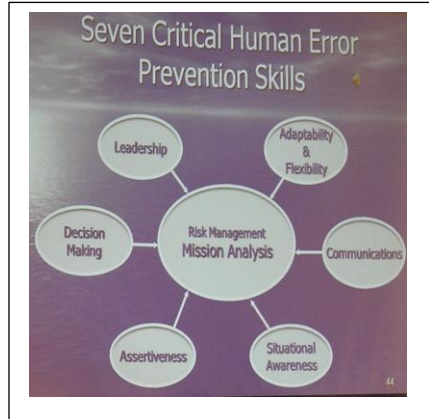 Seven Critical Human Error
Prevention Skills
Leadership
Adaptability
&
Flexibility
Decision
Making
Risk Management
Mission Analysis
Communications
Assertiveness
Situational
Awareness
44